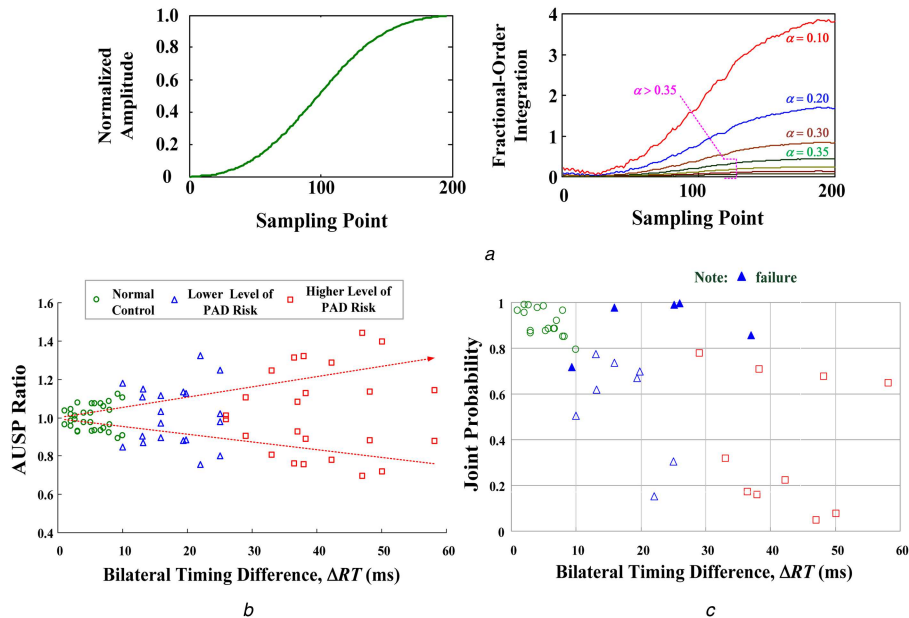 1.0
0.8
0.6
0.4
0.2
0
0
100
200
Normalized
Amplitude
Sampling Point
4
3
2
1
0
0
100
200
Fractional-Order
Integration
Sampling Point
α = 0.10
α > 0.35
α = 0.20
α = 0.30
α = 0.35
a
Normal
Control
Lower Level of
PAD Risk
Higher Level of
PAD Risk
1.6
1.4
1.2
1.0
0.8
0.6
0.4
0
10
20
30
40
50
60
AUSP Ratio
Bilateral Timing Difference, ΔRT (ms)
b
Note: failure
1
0.8
0.6
0.4
0.2
0
0
10
20
30
40
50
60
Joint Probability
Bilateral Timing Difference, ΔRT (ms)
c